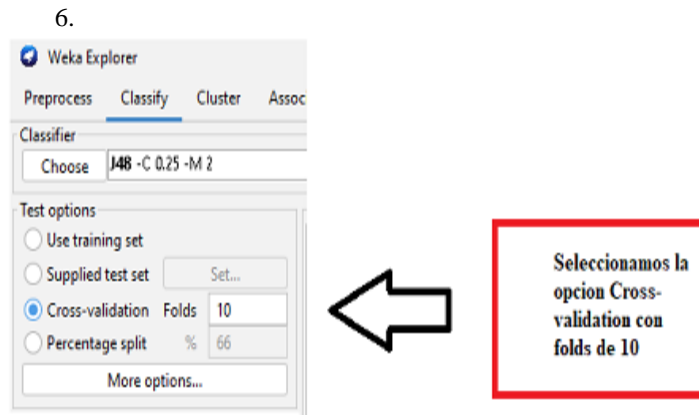 6.
Weka Explorer
Preprocess Classify Cluster Assoc
Classifier
Choose J48 -C 0.25 -M 2
Test options
Use training set
Supplied test set Set...
Cross-validation Folds 10
Percentage split % 66
More options...
Seleccionamos la
opcion Cross-
validation con
folds de 10